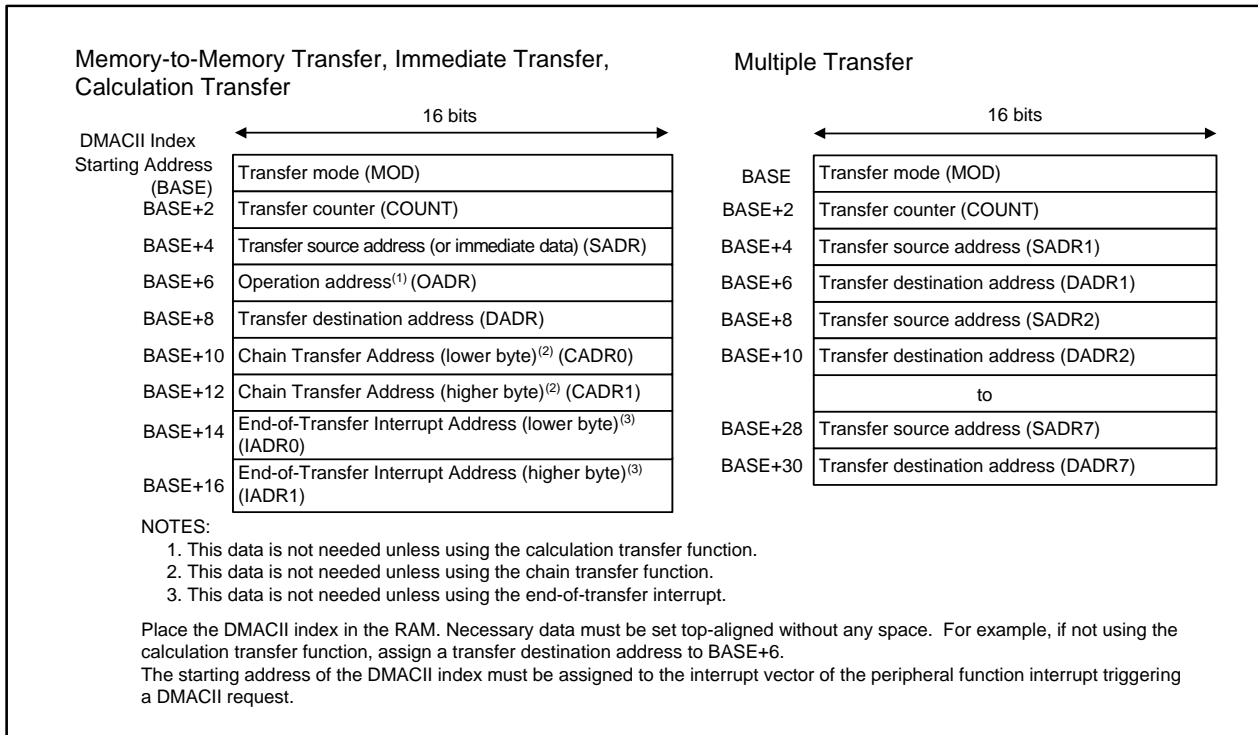 Memory-to-Memory Transfer, Immediate Transfer,
Calculation Transfer
16 bits
DMACII Index
Starting Address
(BASE)
Transfer mode (MOD)
BASE+2 Transfer counter (COUNT)
BASE+4 Transfer source address (or immediate data) (SADR)
BASE+6 Operation address(1) (OADR)
BASE+8 Transfer destination address (DADR)
BASE+10 Chain Transfer Address (lower byte)(2) (CADR0)
BASE+12 Chain Transfer Address (higher byte)(2) (CADR1)
BASE+14 End-of-Transfer Interrupt Address (lower byte)(3)
(IADR0)
BASE+16 End-of-Transfer Interrupt Address (higher byte)(3)
(IADR1)
Multiple Transfer
16 bits
BASE Transfer mode (MOD)
BASE+2 Transfer counter (COUNT)
BASE+4 Transfer source address (SADR1)
BASE+6 Transfer destination address (DADR1)
BASE+8 Transfer source address (SADR2)
BASE+10 Transfer destination address (DADR2)
to
BASE+28 Transfer source address (SADR7)
BASE+30 Transfer destination address (DADR7)
NOTES:
1. This data is not needed unless using the calculation transfer function.
2. This data is not needed unless using the chain transfer function.
3. This data is not needed unless using the end-of-transfer interrupt.
Place the DMACII index in the RAM. Necessary data must be set top-aligned without any space. For example, if not using the
calculation transfer function, assign a transfer destination address to BASE+6.
The starting address of the DMACII index must be assigned to the interrupt vector of the peripheral function interrupt triggering
a DMACII request.